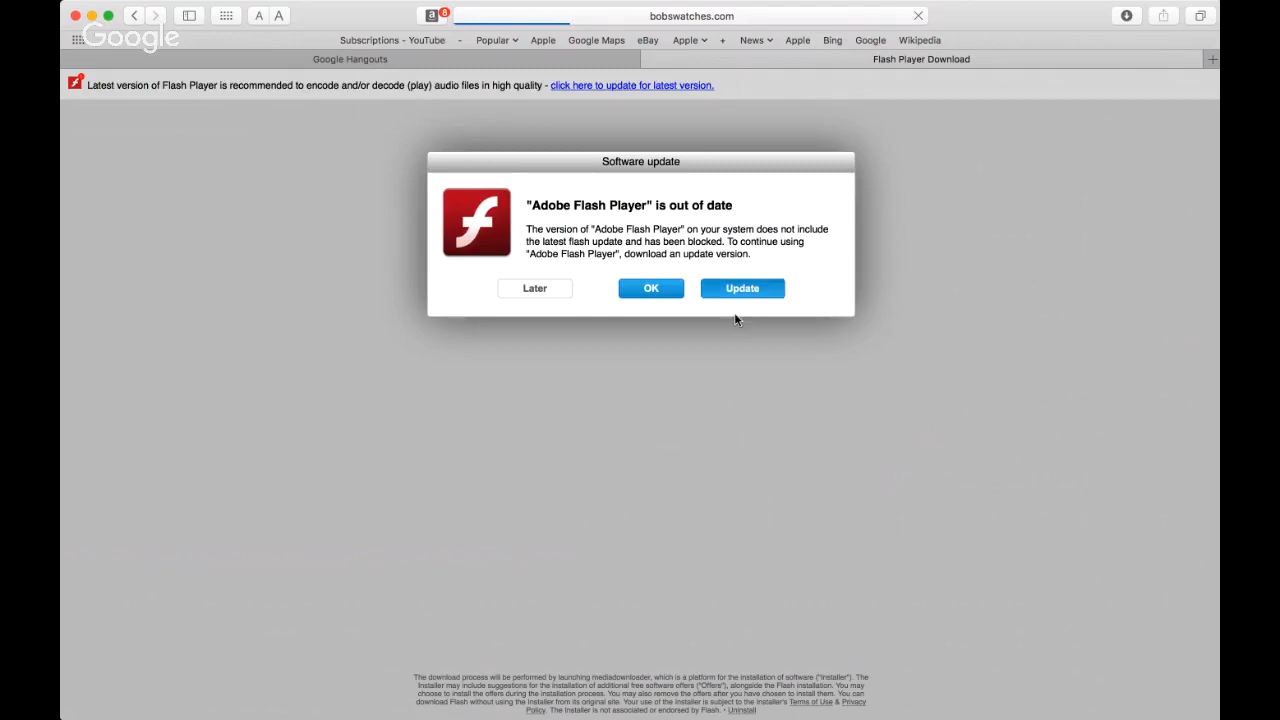 a 8 bobswatches.com
A A
Google
Subscriptions - YouTube - Popular Apple Google Maps eBay Apple + News Apple Bing Google Wikipedia
Google Hangouts Flash Player Download +
Latest version of Flash Player is recommended to encode and/or decode (play) audio files in high quality - click here to update for latest version.
Software update
"Adobe Flash Player" is out of date
The version of "Adobe Flash Player" on your system does not include
the latest flash update and has been blocked. To continue using
"Adobe Flash Player", download an update version.
Later OK Update
The download process will be performed by launching mediadownloader, which is a platform for the installation of software ("Installer"). The
Installer may include suggestions for the installation of additional free software offers ("Offers"), alongside the Flash installation. You may
choose to install the offers during the installation process. You may also remove the offers after you have chosen to install them. You can
download Flash without using the Installer from its original site. Your use of the Installer is subject to the Installer's Terms of Use & Privacy
Policy. The Installer is not associated or endorsed by Flash. • Uninstall